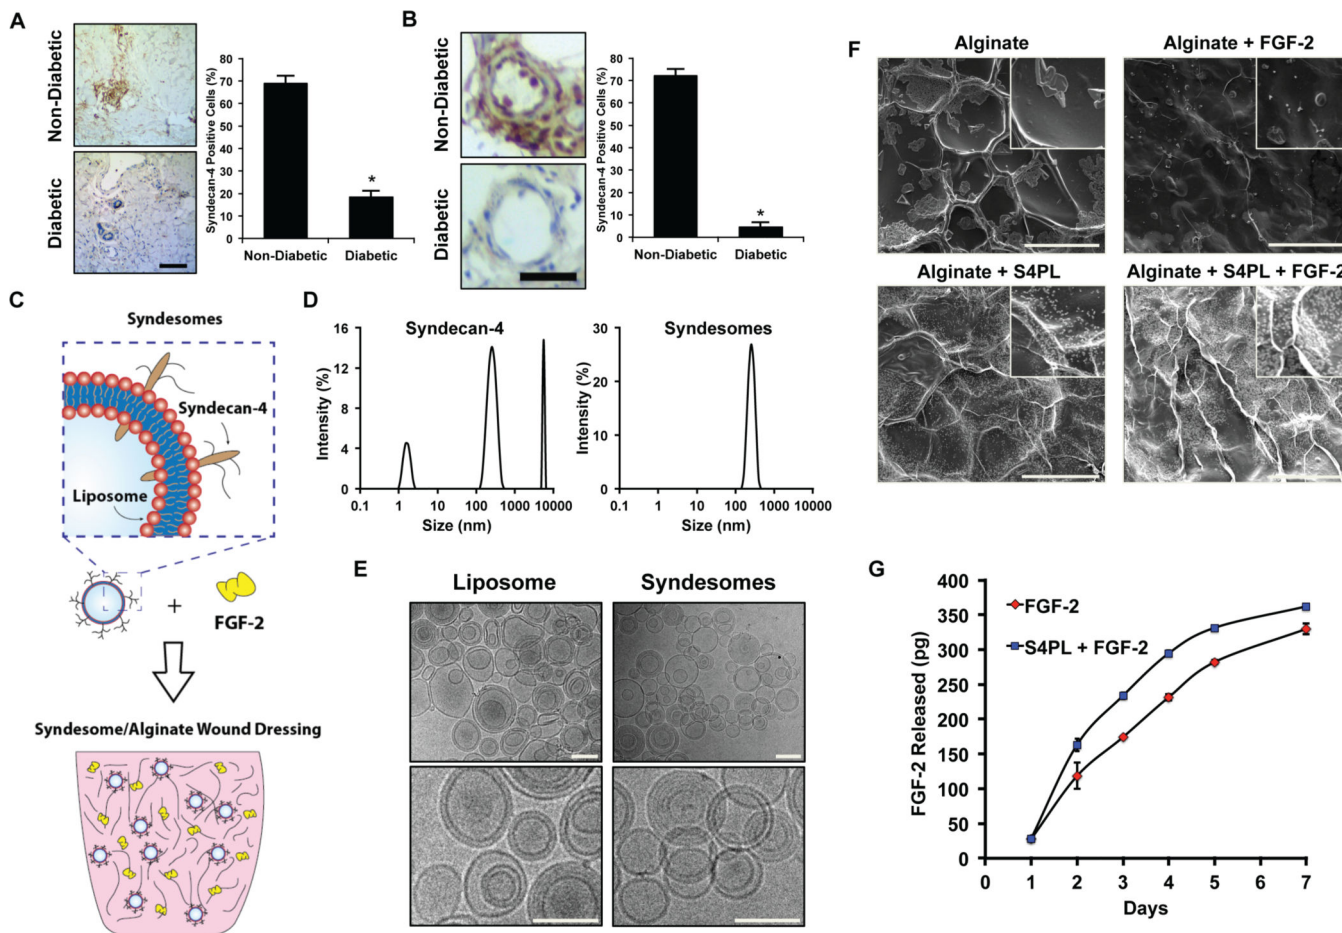 A
Non-Diabetic
Diabetic
Syndecan-4 Positive Cells (%)
80
70
60
50
40
30
20
10
0
*
Non-Diabetic Diabetic
B
Non-Diabetic
Diabetic
Syndecan-4 Positive Cells (%)
80
70
60
50
40
30
20
10
0
*
Non-Diabetic Diabetic
C
Syndesomes
Syndecan-4
Liposome
+
FGF-2
Syndesome/Alginate Wound Dressing
D
Syndecan-4
Intensity (%)
16
12
8
4
0
0.1 1 10 100 1000 10000
Size (nm)
Syndesomes
Intensity (%)
30
20
10
0
0.1 1 10 100 1000 10000
Size (nm)
E
Liposome Syndesomes
F
Alginate Alginate + FGF-2
Alginate + S4PL Alginate + S4PL + FGF-2
G
FGF-2 Released (pg)
400
350
300
250
200
150
100
50
0
FGF-2
S4PL + FGF-2
0 1 2 3 4 5 6 7
Days